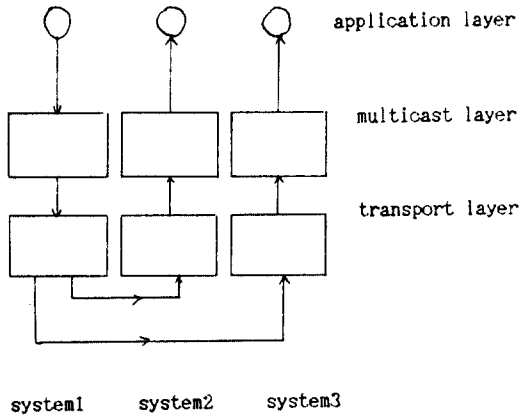 application layer
multicast layer
transport layer
system1 system2 system3